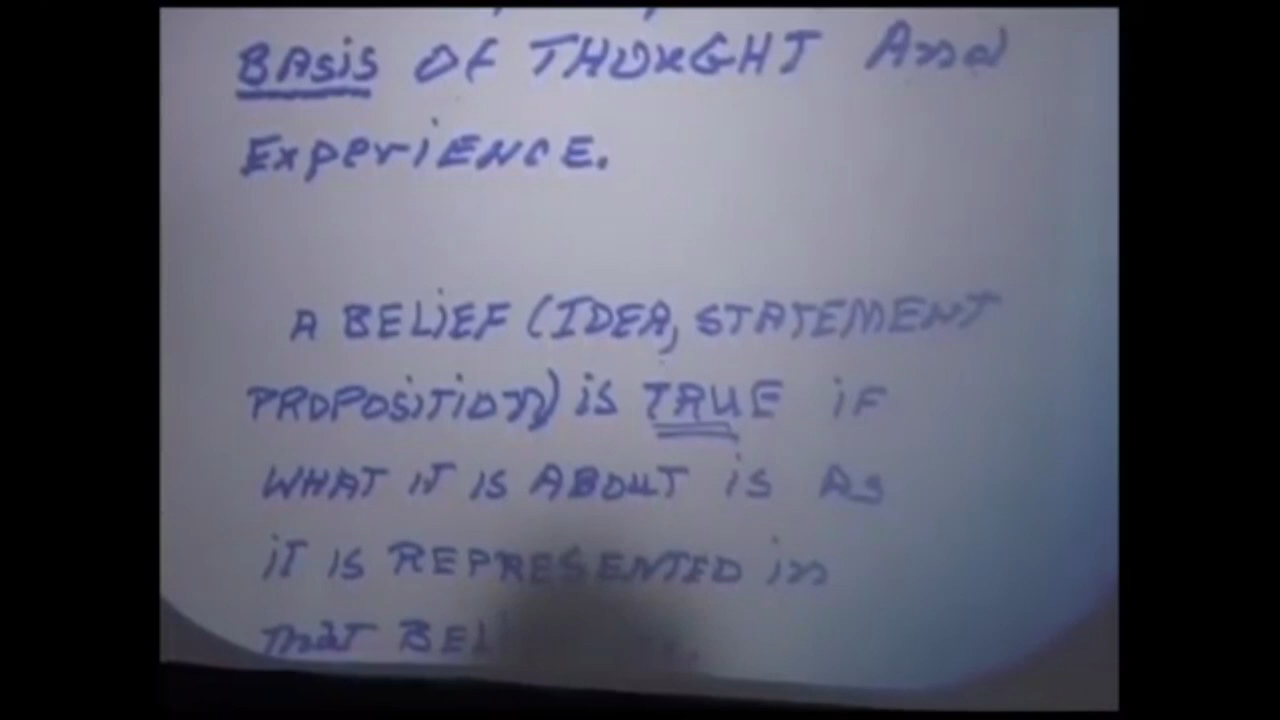 BASIS OF THOUGHT And
ExperiENCE.
A BELIEF (IDEA, STATEMENT
PROPOSITION) is TRUE iF
WHAT IT IS ABOUT is As
iT IS REPRESENTED in
THAT